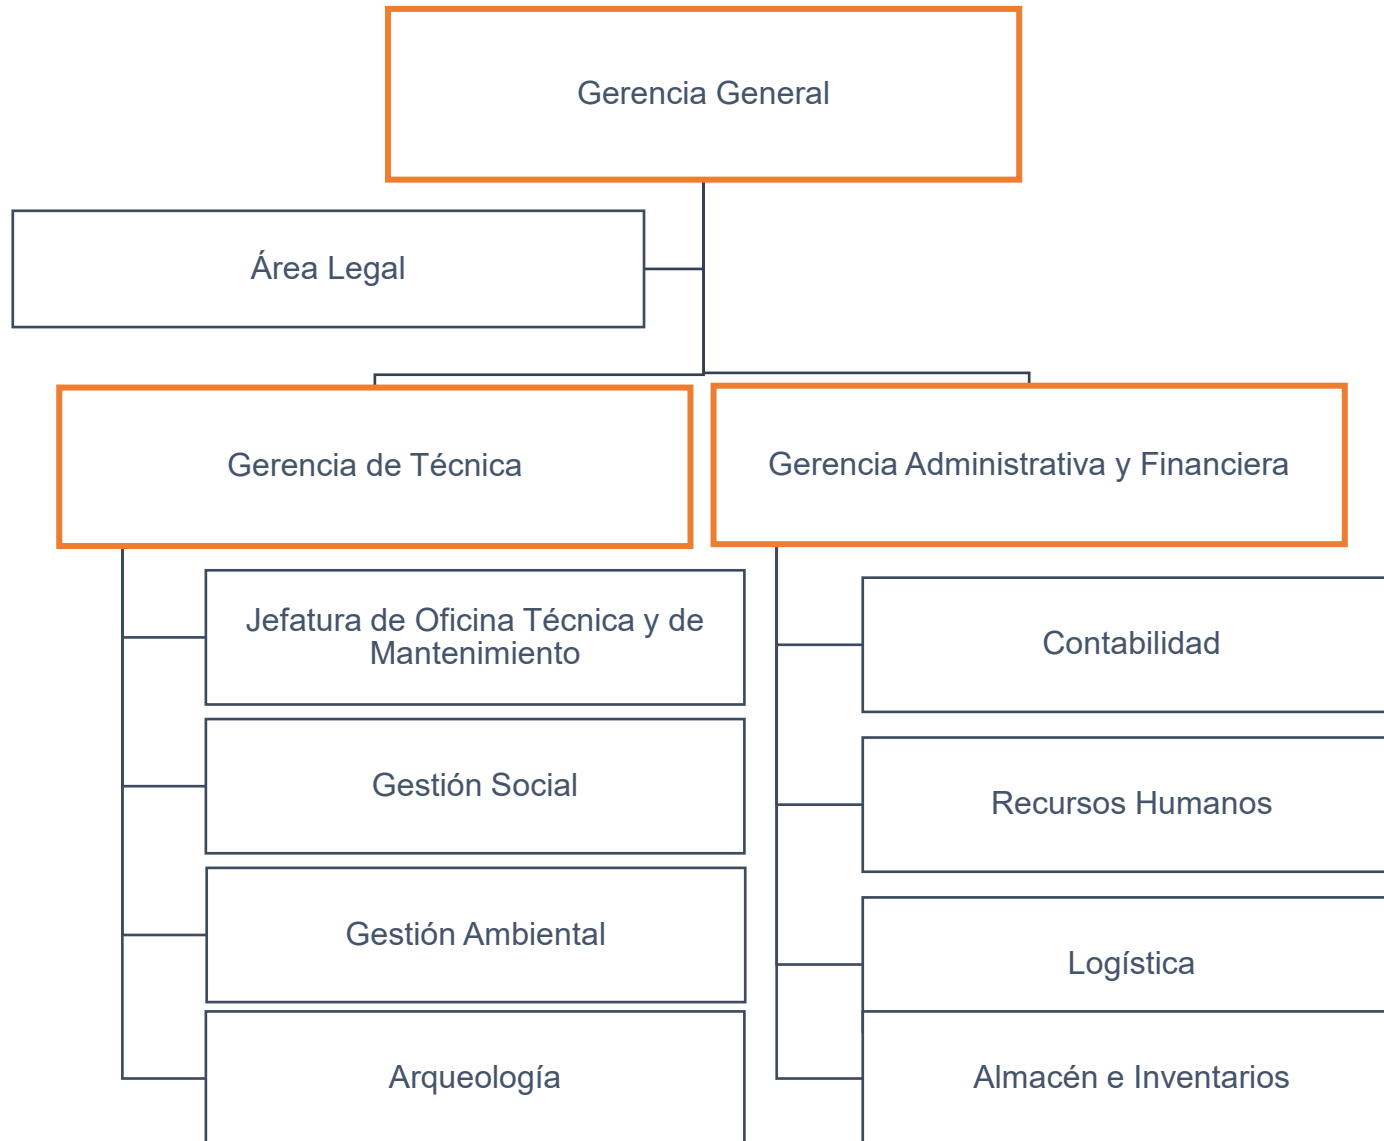 Gerencia General
Área Legal
Gerencia de Técnica
Gerencia Administrativa y Financiera
Jefatura de Oficina Técnica y de
Mantenimiento
Contabilidad
Gestión Social
Recursos Humanos
Gestión Ambiental
Logística
Arqueología
Almacén e Inventarios